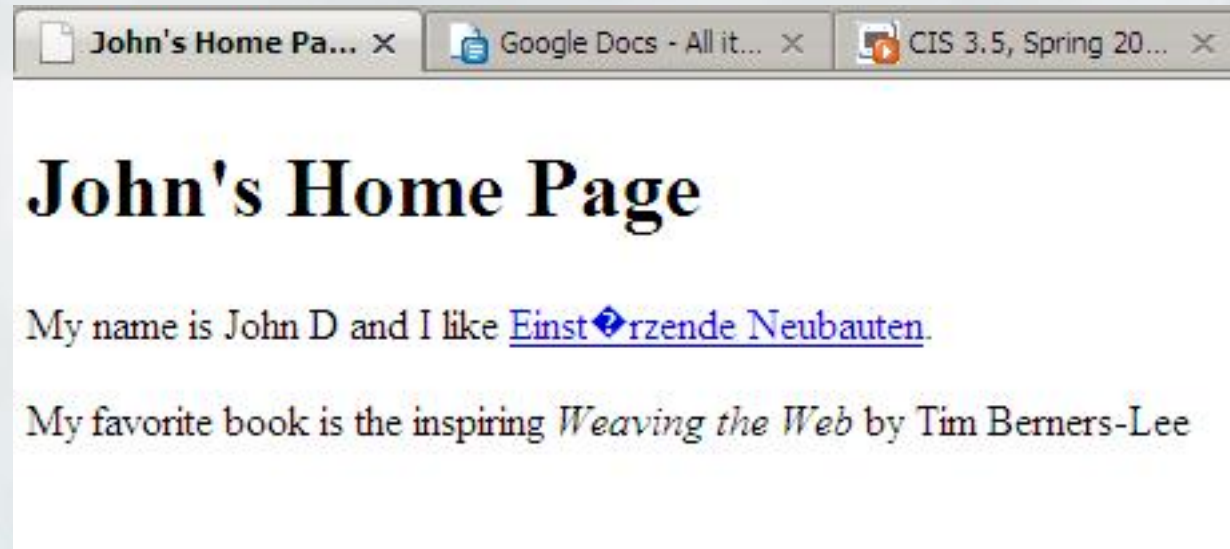 John's Home Pa... × Google Docs - All it... × CIS 3.5, Spring 20... ×
John's Home Page
My name is John D and I like Einst�rzende Neubauten.
My favorite book is the inspiring Weaving the Web by Tim Berners-Lee